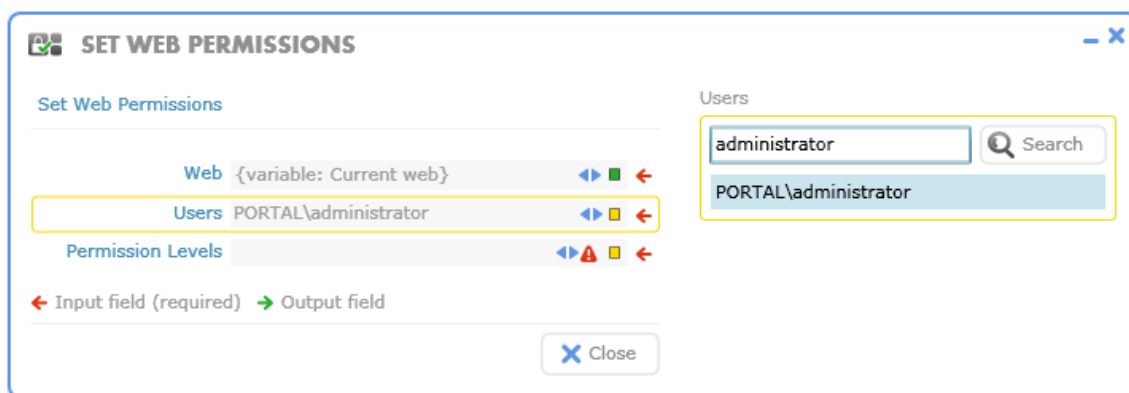 SET WEB PERMISSIONS
Set Web Permissions
Web {variable: Current web}
Users PORTAL\administrator
Permission Levels
Input field (required) Output field
Close
Users
administrator Search
PORTAL\administrator